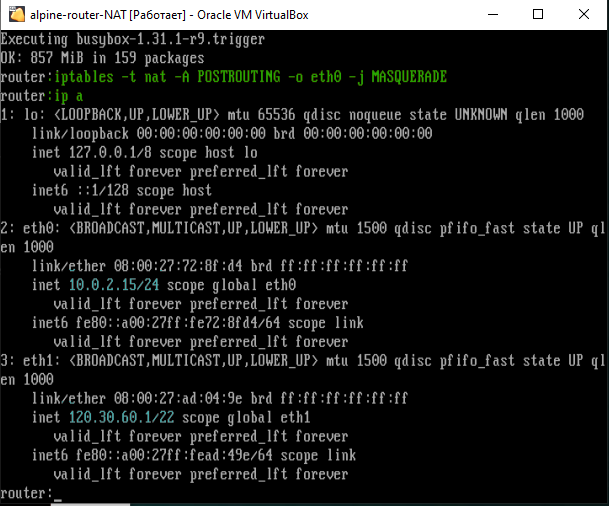 alpine-router-NAT [Работает] - Oracle VM VirtualBox
Executing busybox-1.31.1-r9.trigger
OK: 857 MiB in 159 packages
router:iptables -t nat -A POSTROUTING -o eth0 -j MASQUERADE
router:ip a
1: lo: <LOOPBACK,UP,LOWER_UP> mtu 65536 qdisc noqueue state UNKNOWN qlen 1000
    link/loopback 00:00:00:00:00:00 brd 00:00:00:00:00:00
    inet 127.0.0.1/8 scope host lo
       valid_lft forever preferred_lft forever
    inet6 ::1/128 scope host
       valid_lft forever preferred_lft forever
2: eth0: <BROADCAST,MULTICAST,UP,LOWER_UP> mtu 1500 qdisc pfifo_fast state UP ql
en 1000
    link/ether 08:00:27:72:8f:d4 brd ff:ff:ff:ff:ff:ff
    inet 10.0.2.15/24 scope global eth0
       valid_lft forever preferred_lft forever
    inet6 fe80::a00:27ff:fe72:8fd4/64 scope link
       valid_lft forever preferred_lft forever
3: eth1: <BROADCAST,MULTICAST,UP,LOWER_UP> mtu 1500 qdisc pfifo_fast state UP ql
en 1000
    link/ether 08:00:27:ad:04:9e brd ff:ff:ff:ff:ff:ff
    inet 120.30.60.1/22 scope global eth1
       valid_lft forever preferred_lft forever
    inet6 fe80::a00:27ff:fead:49e/64 scope link
       valid_lft forever preferred_lft forever
router:_